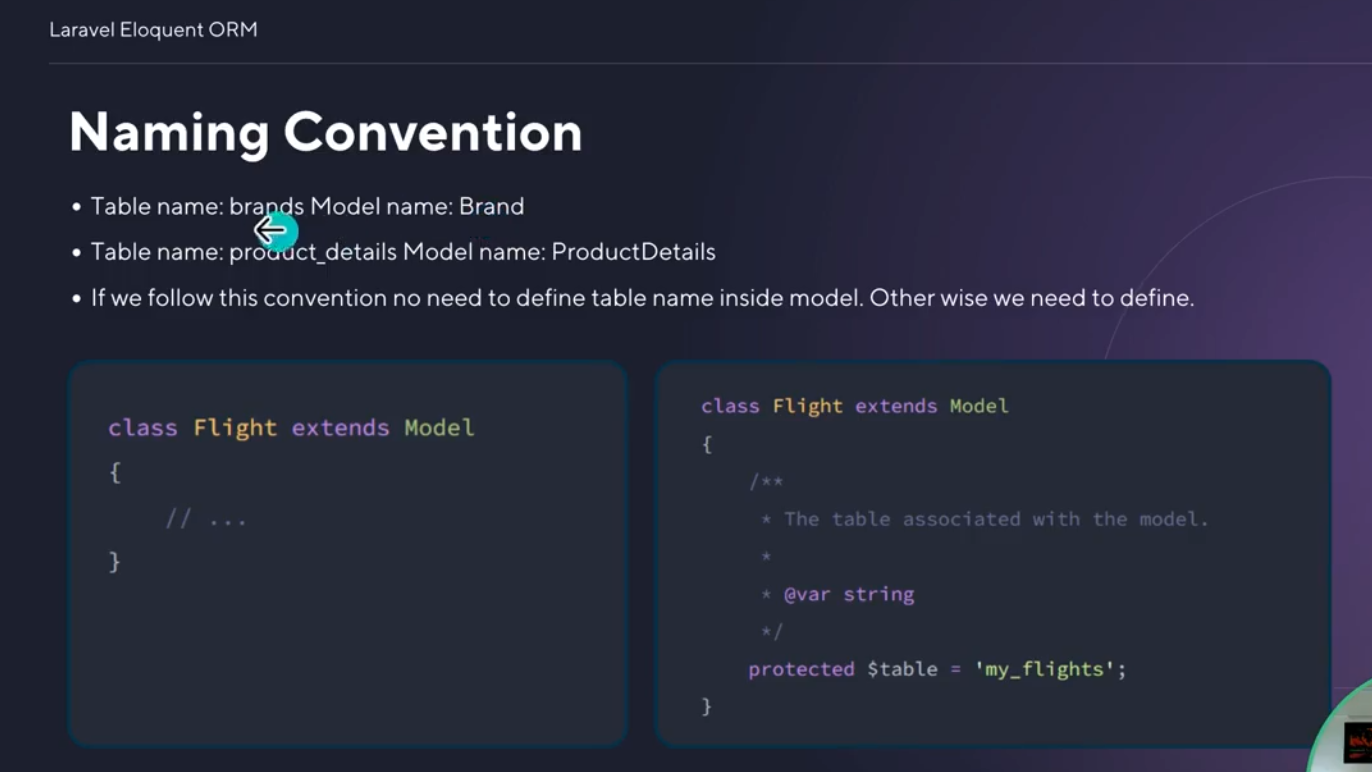 Laravel Eloquent ORM
Naming Convention
• Table name: brands Model name: Brand
• Table name: product_details Model name: ProductDetails
• If we follow this convention no need to define table name inside model. Other wise we need to define.
class Flight extends Model
{
    // ...
}
class Flight extends Model
{
    /**
     * The table associated with the model.
     *
     * @var string
     */
    protected $table = 'my_flights';
}